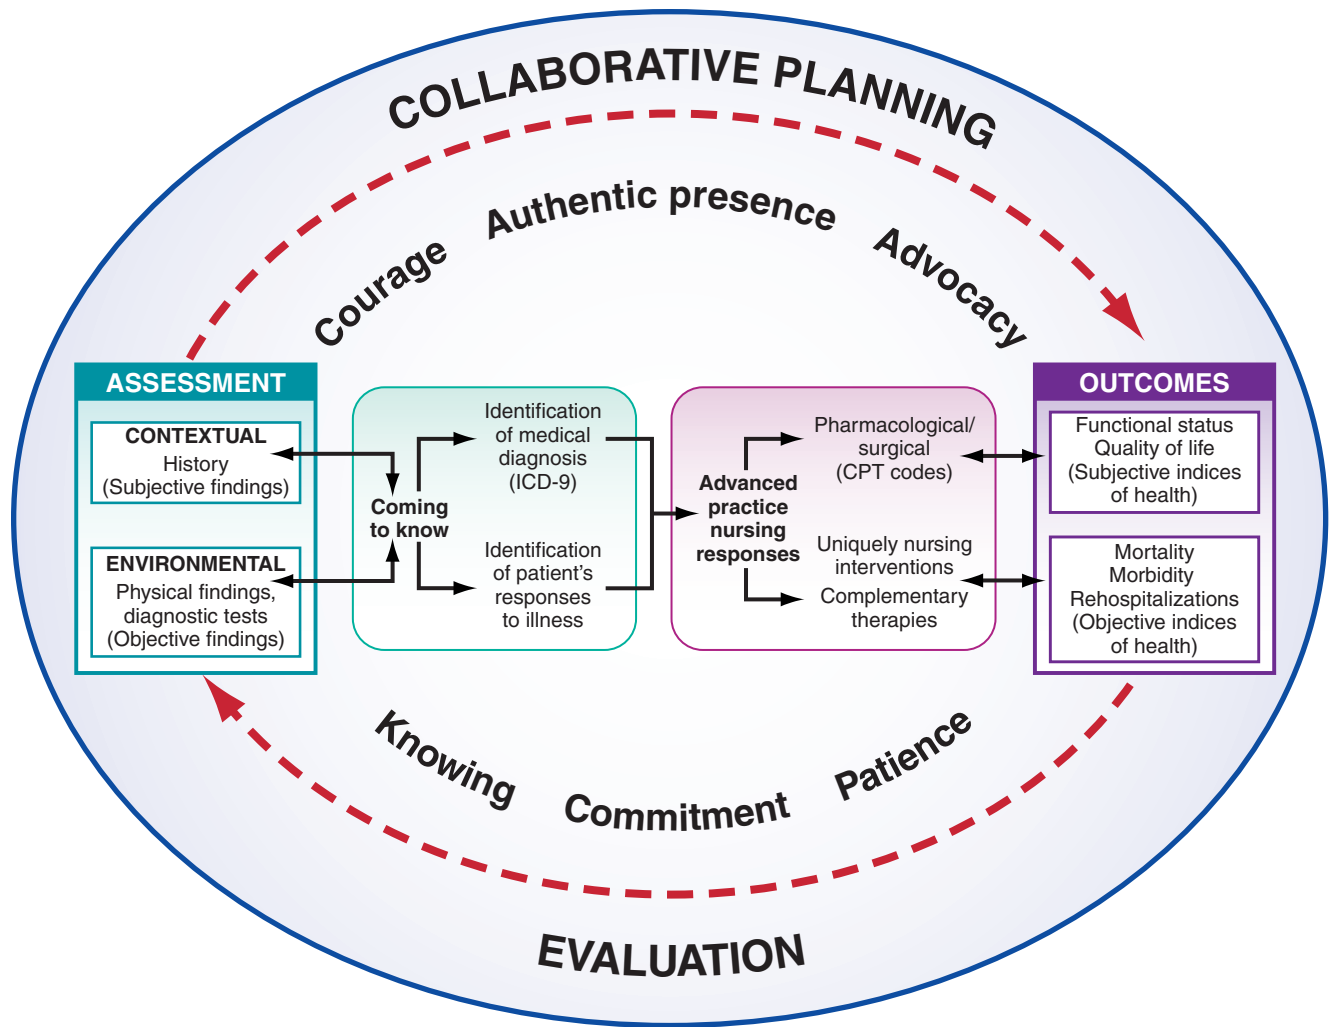 COLLABORATIVE PLANNING
Courage
Authentic presence
Advocacy
ASSESSMENT
CONTEXTUAL
History
(Subjective findings)
ENVIRONMENTAL
Physical findings,
diagnostic tests
(Objective findings)
Coming
to know
Identification
of medical
diagnosis
(ICD-9)
Identification
of patient’s
responses
to illness
Advanced
practice
nursing
responses
Pharmacological/
surgical
(CPT codes)
Uniquely nursing
interventions
Complementary
therapies
OUTCOMES
Functional status
Quality of life
(Subjective indices
of health)
Mortality
Morbidity
Rehospitalizations
(Objective indices
of health)
Knowing
Commitment
Patience
EVALUATION